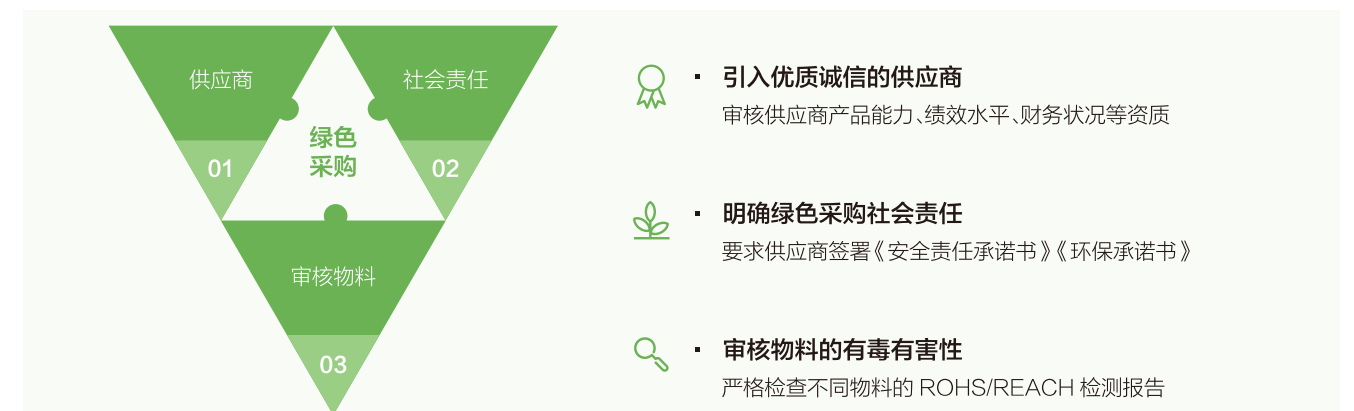 供应商
社会责任
绿色
采购
01
02
审核物料
03
· 引入优质诚信的供应商
审核供应商产品能力、绩效水平、财务状况等资质
· 明确绿色采购社会责任
要求供应商签署《安全责任承诺书》《环保承诺书》
· 审核物料的有毒有害性
严格检查不同物料的 ROHS/REACH 检测报告